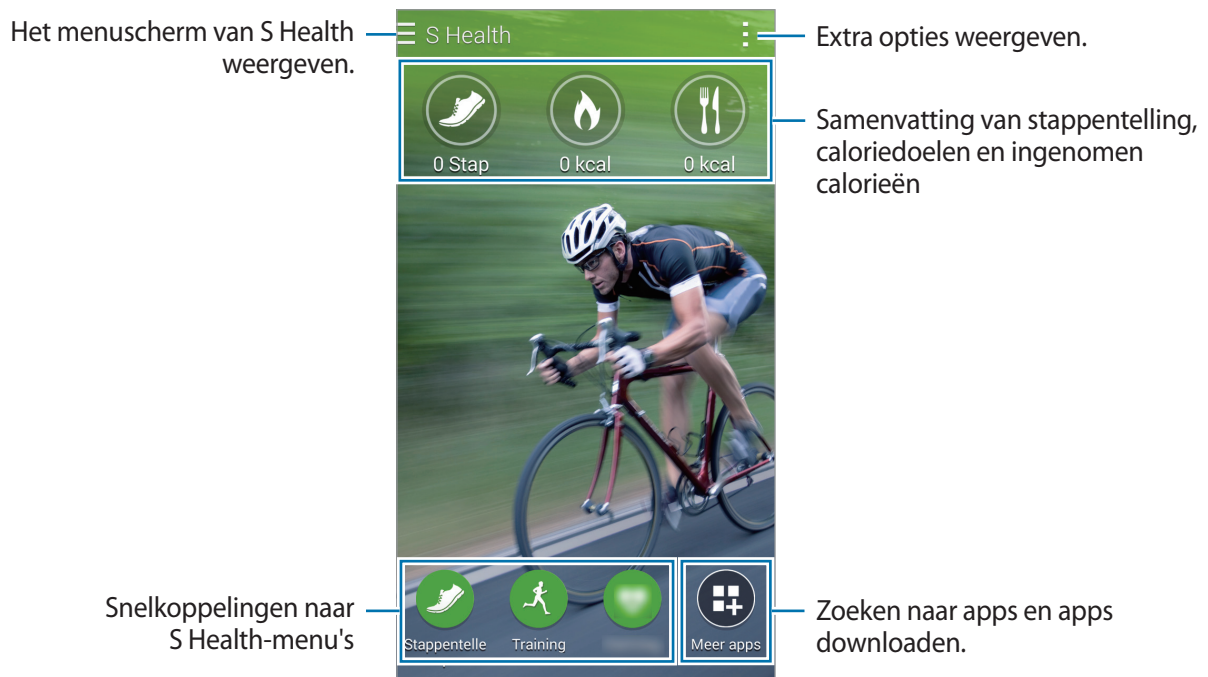 Het menuscherm van S Health
weergeven.
S Health
Extra opties weergeven.
0 Stap
0 kcal
0 kcal
Samenvatting van stappentelling,
caloriedoelen en ingenomen
calorieën
Snelkoppelingen naar
S Health-menu's
Stappentelle
Training
Meer apps
Zoeken naar apps en apps
downloaden.